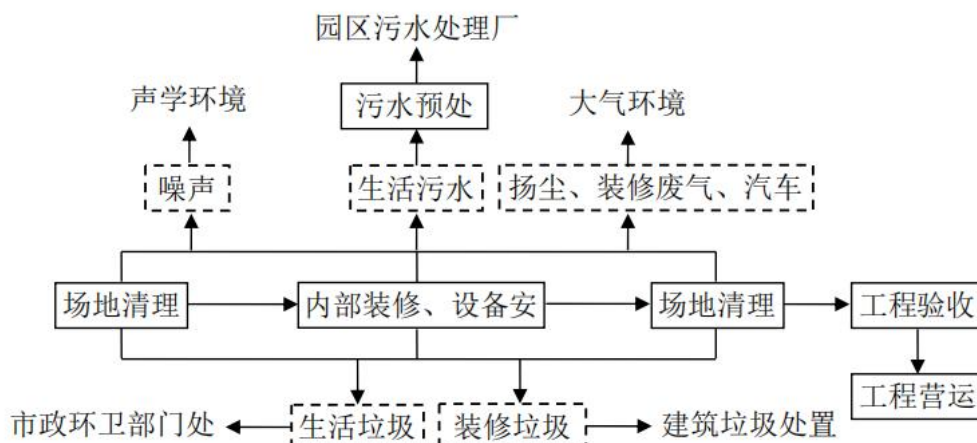 园区污水处理厂
声学环境
污水预处
大气环境
噪声
生活污水
扬尘、装修废气、汽车
场地清理
内部装修、设备安
场地清理
工程验收
工程营运
市政环卫部门处
生活垃圾
装修垃圾
建筑垃圾处置